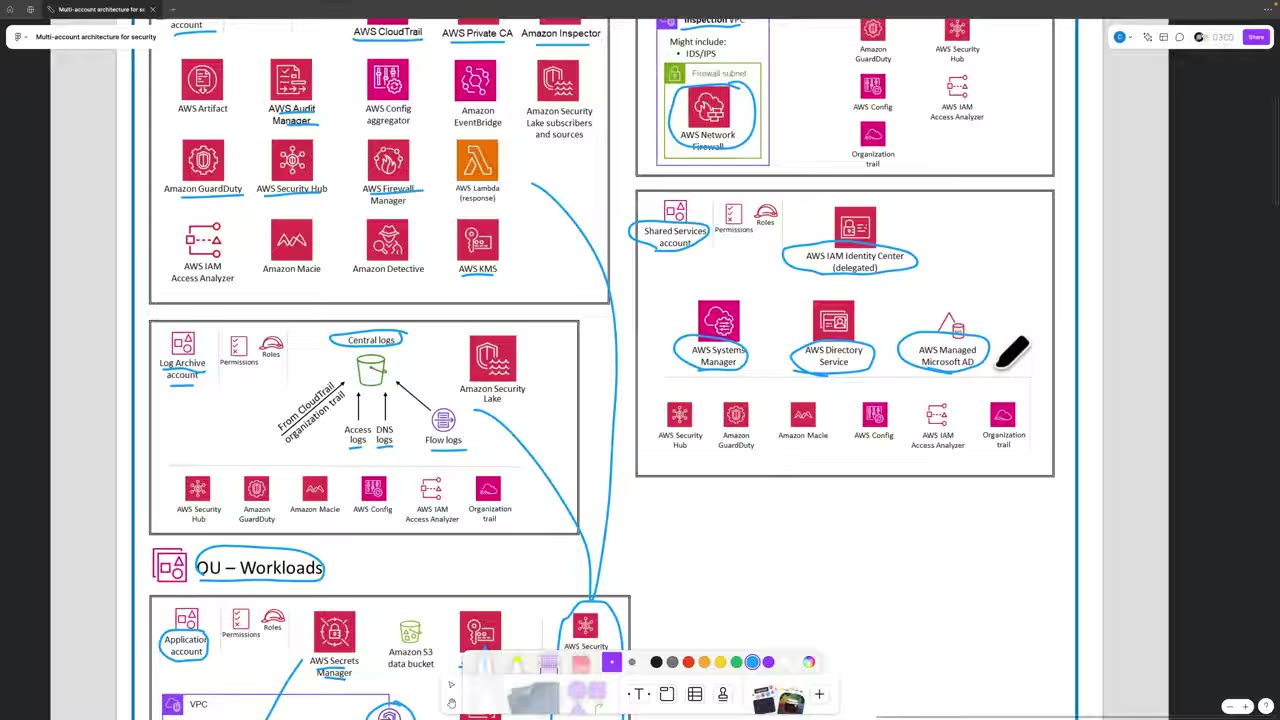 Multi-account architecture for se
Multi-account architecture for security
Share
account
AWS CloudTrail
AWS Private CA
Amazon Inspector
AWS Artifact
AWS Audit
Manager
AWS Config
aggregator
Amazon
EventBridge
Amazon Security
Lake subscribers
and sources
Amazon GuardDuty
AWS Security Hub
AWS Firewall
Manager
AWS Lambda
(response)
AWS IAM
Access Analyzer
Amazon Macie
Amazon Detective
AWS KMS
Log Archive
account
Permissions
Roles
Central logs
From CloudTrail
organization trail
Access
logs
DNS
logs
Flow logs
Amazon Security
Lake
AWS Security
Hub
Amazon
GuardDuty
Amazon Macie
AWS Config
AWS IAM
Access Analyzer
Organization
trail
OU – Workloads
Application
account
Permissions
Roles
AWS Secrets
Manager
Amazon S3
data bucket
AWS Security
VPC
Inspection VPC
Might include:
• IDS/IPS
Firewall subnet
AWS Network
Firewall
Amazon
GuardDuty
AWS Security
Hub
AWS Config
AWS IAM
Access Analyzer
Organization
trail
Shared Services
account
Permissions
Roles
AWS IAM Identity Center
(delegated)
AWS Systems
Manager
AWS Directory
Service
AWS Managed
Microsoft AD
AWS Security
Hub
Amazon
GuardDuty
Amazon Macie
AWS Config
AWS IAM
Access Analyzer
Organization
trail